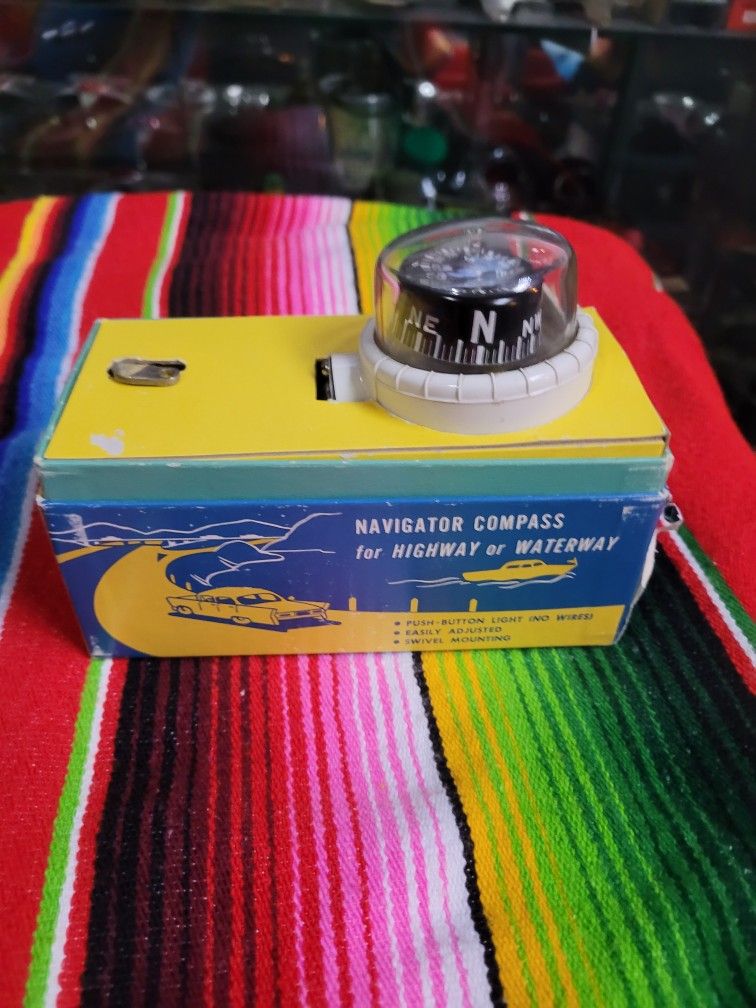 NE N NW
NAVIGATOR COMPASS
for HIGHWAY or WATERWAY
• PUSH-BUTTON LIGHT (NO WIRES)
• EASILY ADJUSTED
• SWIVEL MOUNTING